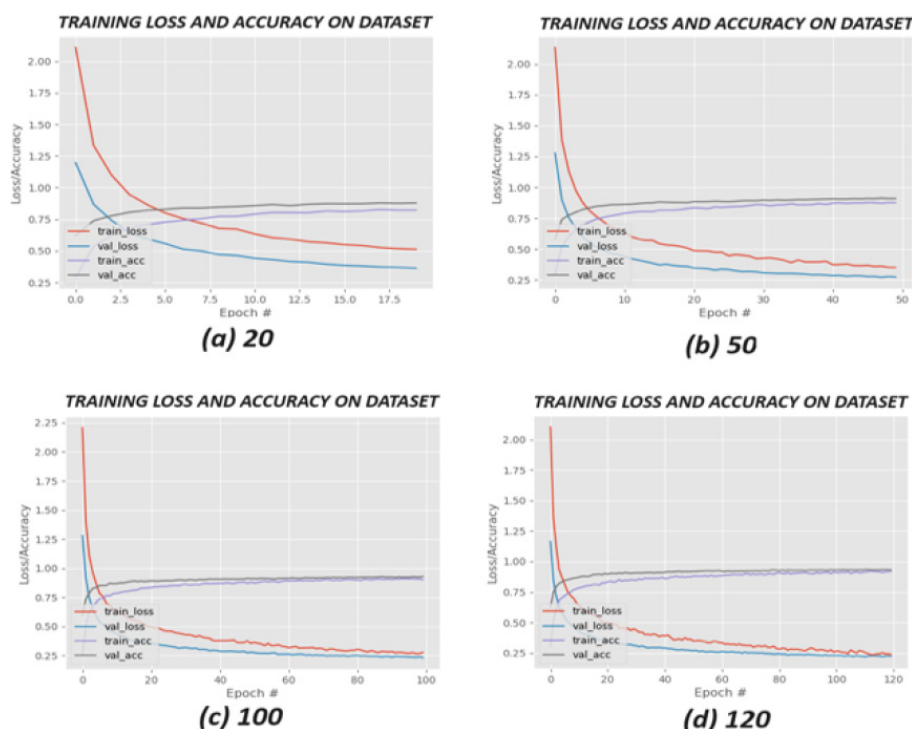 TRAINING LOSS AND ACCURACY ON DATASET
2.00
1.75
1.50
1.25
1.00
0.75
0.50
0.25
Loss/Accuracy
train_loss
val_loss
train_acc
val_acc
0.0 2.5 5.0 7.5 10.0 12.5 15.0 17.5
Epoch #
(a) 20
TRAINING LOSS AND ACCURACY ON DATASET
2.00
1.75
1.50
1.25
1.00
0.75
0.50
0.25
Loss/Accuracy
train_loss
val_loss
train_acc
val_acc
0 10 20 30 40 50
Epoch #
(b) 50
TRAINING LOSS AND ACCURACY ON DATASET
2.25
2.00
1.75
1.50
1.25
1.00
0.75
0.50
0.25
Loss/Accuracy
train_loss
val_loss
train_acc
val_acc
0 20 40 60 80 100
Epoch #
(c) 100
TRAINING LOSS AND ACCURACY ON DATASET
2.00
1.75
1.50
1.25
1.00
0.75
0.50
0.25
Loss/Accuracy
train_loss
val_loss
train_acc
val_acc
0 20 40 60 80 100 120
Epoch #
(d) 120